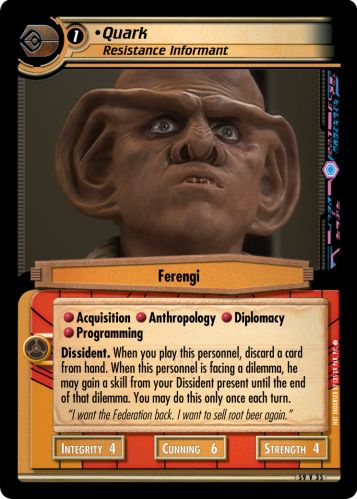 1 • Quark
Resistance Informant
Ferengi
• Acquisition • Anthropology • Diplomacy
• Programming
Dissident. When you play this personnel, discard a card
from hand. When this personnel is facing a dilemma, he
may gain a skill from your Dissident present until the end
of that dilemma. You may do this only once each turn.
"I want the Federation back. I want to sell root beer again."
INTEGRITY 4 CUNNING 6 STRENGTH 4
59 V 35